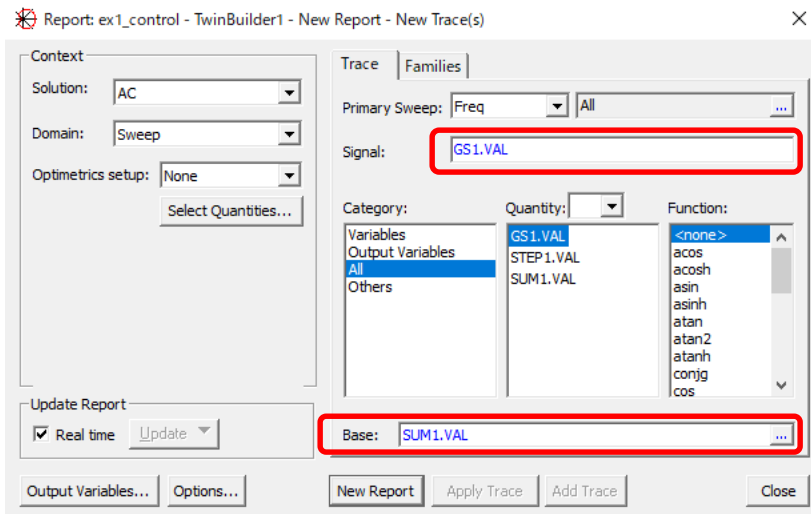 Report: ex1_control - TwinBuilder1 - New Report - New Trace(s)
Context
Solution: AC
Domain: Sweep
Optimetrics setup: None
Select Quantities...
Update Report
Real time Update
Output Variables... Options...
Trace Families
Primary Sweep: Freq All ...
Signal: GS1.VAL
Category: Quantity: Function:
Variables
Output Variables
All
Others
GS1.VAL
STEP1.VAL
SUM1.VAL
<none>
acos
acosh
asin
asinh
atan
atan2
atanh
conjg
cos
Base: SUM1.VAL ...
New Report Apply Trace Add Trace Close